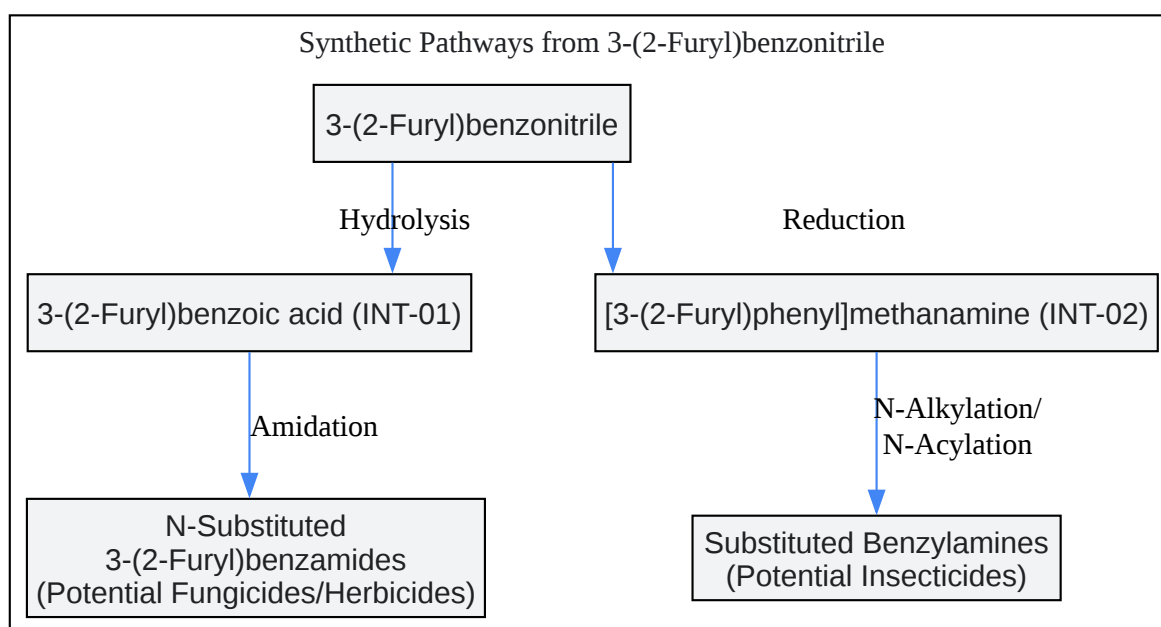 Synthetic Pathways from 3-(2-Furyl)benzonitrile
3-(2-Furyl)benzonitrile
Hydrolysis
Reduction
3-(2-Furyl)benzoic acid (INT-01)
[3-(2-Furyl)phenyl]methanamine (INT-02)
Amidation
N-Alkylation/
N-Acylation
N-Substituted
3-(2-Furyl)benzamides
(Potential Fungicides/Herbicides)
Substituted Benzylamines
(Potential Insecticides)